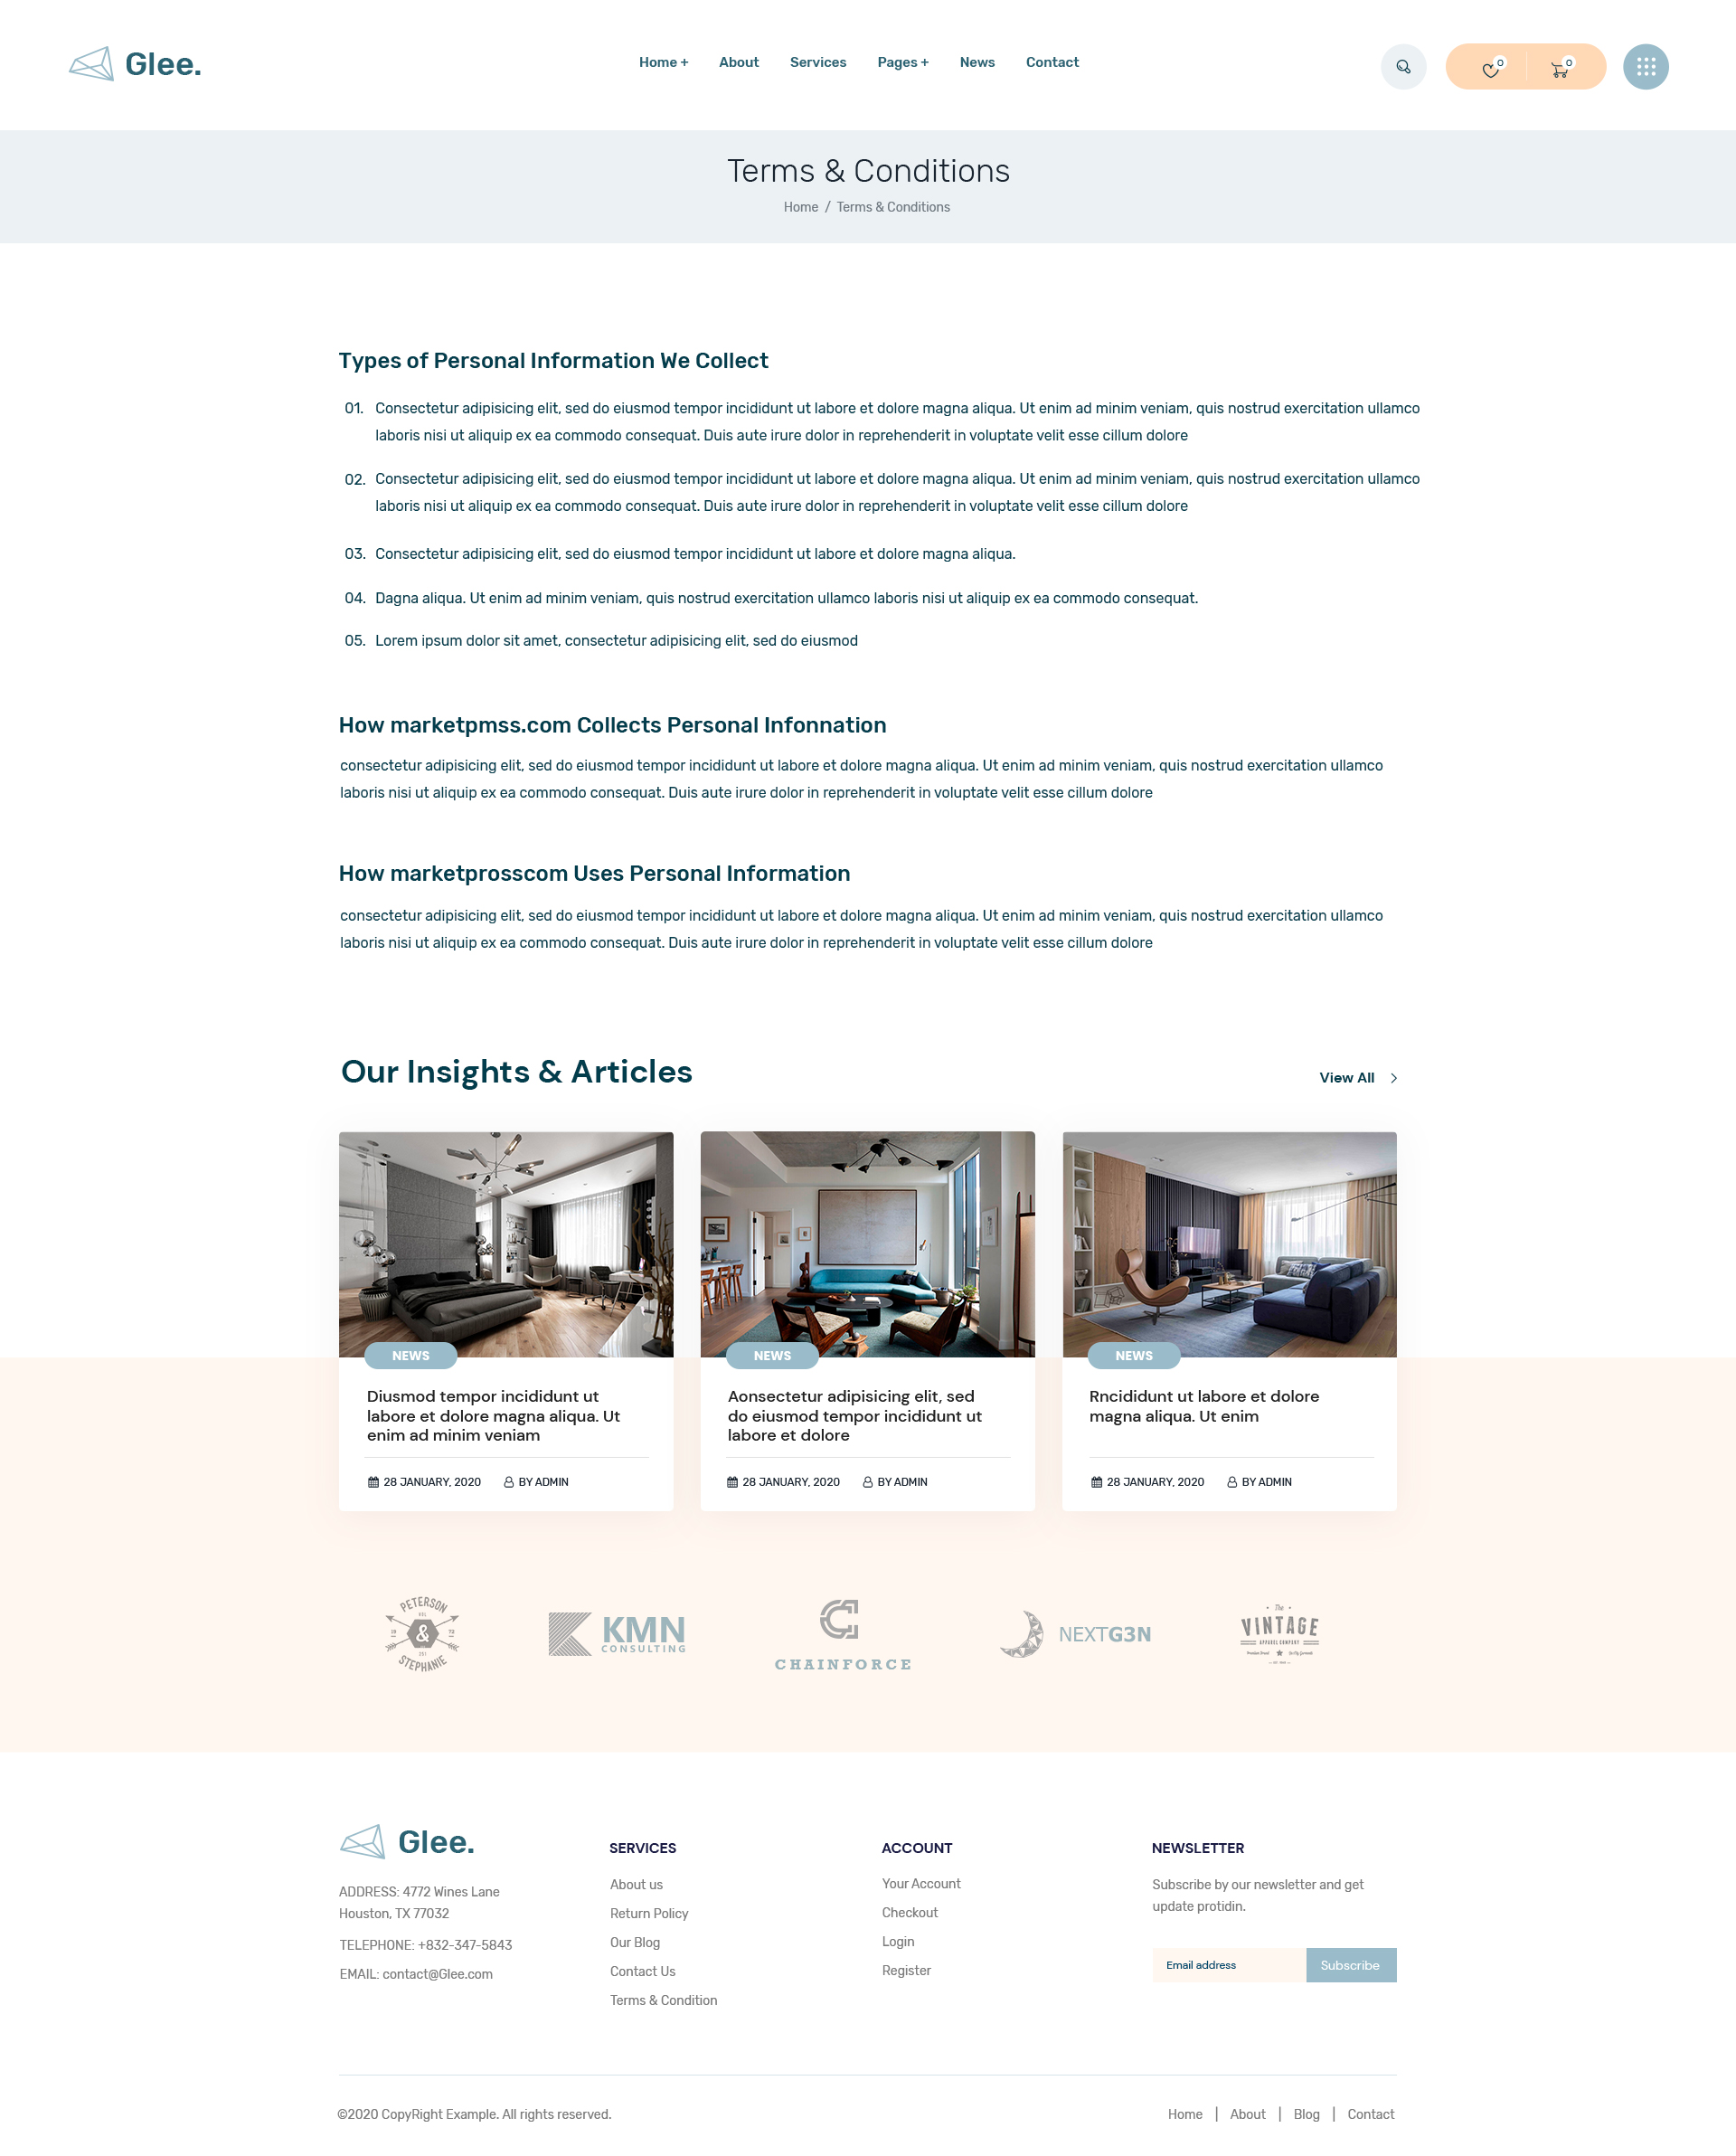 Glee.
Home + About Services Pages + News Contact
0 0
Terms & Conditions
Home / Terms & Conditions
Types of Personal Information We Collect
01. Consectetur adipisicing elit, sed do eiusmod tempor incididunt ut labore et dolore magna aliqua. Ut enim ad minim veniam, quis nostrud exercitation ullamco
laboris nisi ut aliquip ex ea commodo consequat. Duis aute irure dolor in reprehenderit in voluptate velit esse cillum dolore
02. Consectetur adipisicing elit, sed do eiusmod tempor incididunt ut labore et dolore magna aliqua. Ut enim ad minim veniam, quis nostrud exercitation ullamco
laboris nisi ut aliquip ex ea commodo consequat. Duis aute irure dolor in reprehenderit in voluptate velit esse cillum dolore
03. Consectetur adipisicing elit, sed do eiusmod tempor incididunt ut labore et dolore magna aliqua.
04. Dagna aliqua. Ut enim ad minim veniam, quis nostrud exercitation ullamco laboris nisi ut aliquip ex ea commodo consequat.
05. Lorem ipsum dolor sit amet, consectetur adipisicing elit, sed do eiusmod
How marketpmss.com Collects Personal Infonnation
consectetur adipisicing elit, sed do eiusmod tempor incididunt ut labore et dolore magna aliqua. Ut enim ad minim veniam, quis nostrud exercitation ullamco
laboris nisi ut aliquip ex ea commodo consequat. Duis aute irure dolor in reprehenderit in voluptate velit esse cillum dolore
How marketprosscom Uses Personal Information
consectetur adipisicing elit, sed do eiusmod tempor incididunt ut labore et dolore magna aliqua. Ut enim ad minim veniam, quis nostrud exercitation ullamco
laboris nisi ut aliquip ex ea commodo consequat. Duis aute irure dolor in reprehenderit in voluptate velit esse cillum dolore
Our Insights & Articles
View All
NEWS
Diusmod tempor incididunt ut
labore et dolore magna aliqua. Ut
enim ad minim veniam
28 JANUARY, 2020 BY ADMIN
NEWS
Aonsectetur adipisicing elit, sed
do eiusmod tempor incididunt ut
labore et dolore
28 JANUARY, 2020 BY ADMIN
NEWS
Rncididunt ut labore et dolore
magna aliqua. Ut enim
28 JANUARY, 2020 BY ADMIN
PETERSON
&
STEPHANIE
KMN
CONSULTING
CHAINFORCE
NEXTG3N
The
VINTAGE
APPAREL COMPANY
Glee.
ADDRESS: 4772 Wines Lane
Houston, TX 77032
TELEPHONE: +832-347-5843
EMAIL: contact@Glee.com
SERVICES
About us
Return Policy
Our Blog
Contact Us
Terms & Condition
ACCOUNT
Your Account
Checkout
Login
Register
NEWSLETTER
Subscribe by our newsletter and get
update protidin.
Email address Subscribe
©2020 CopyRight Example. All rights reserved.
Home | About | Blog | Contact